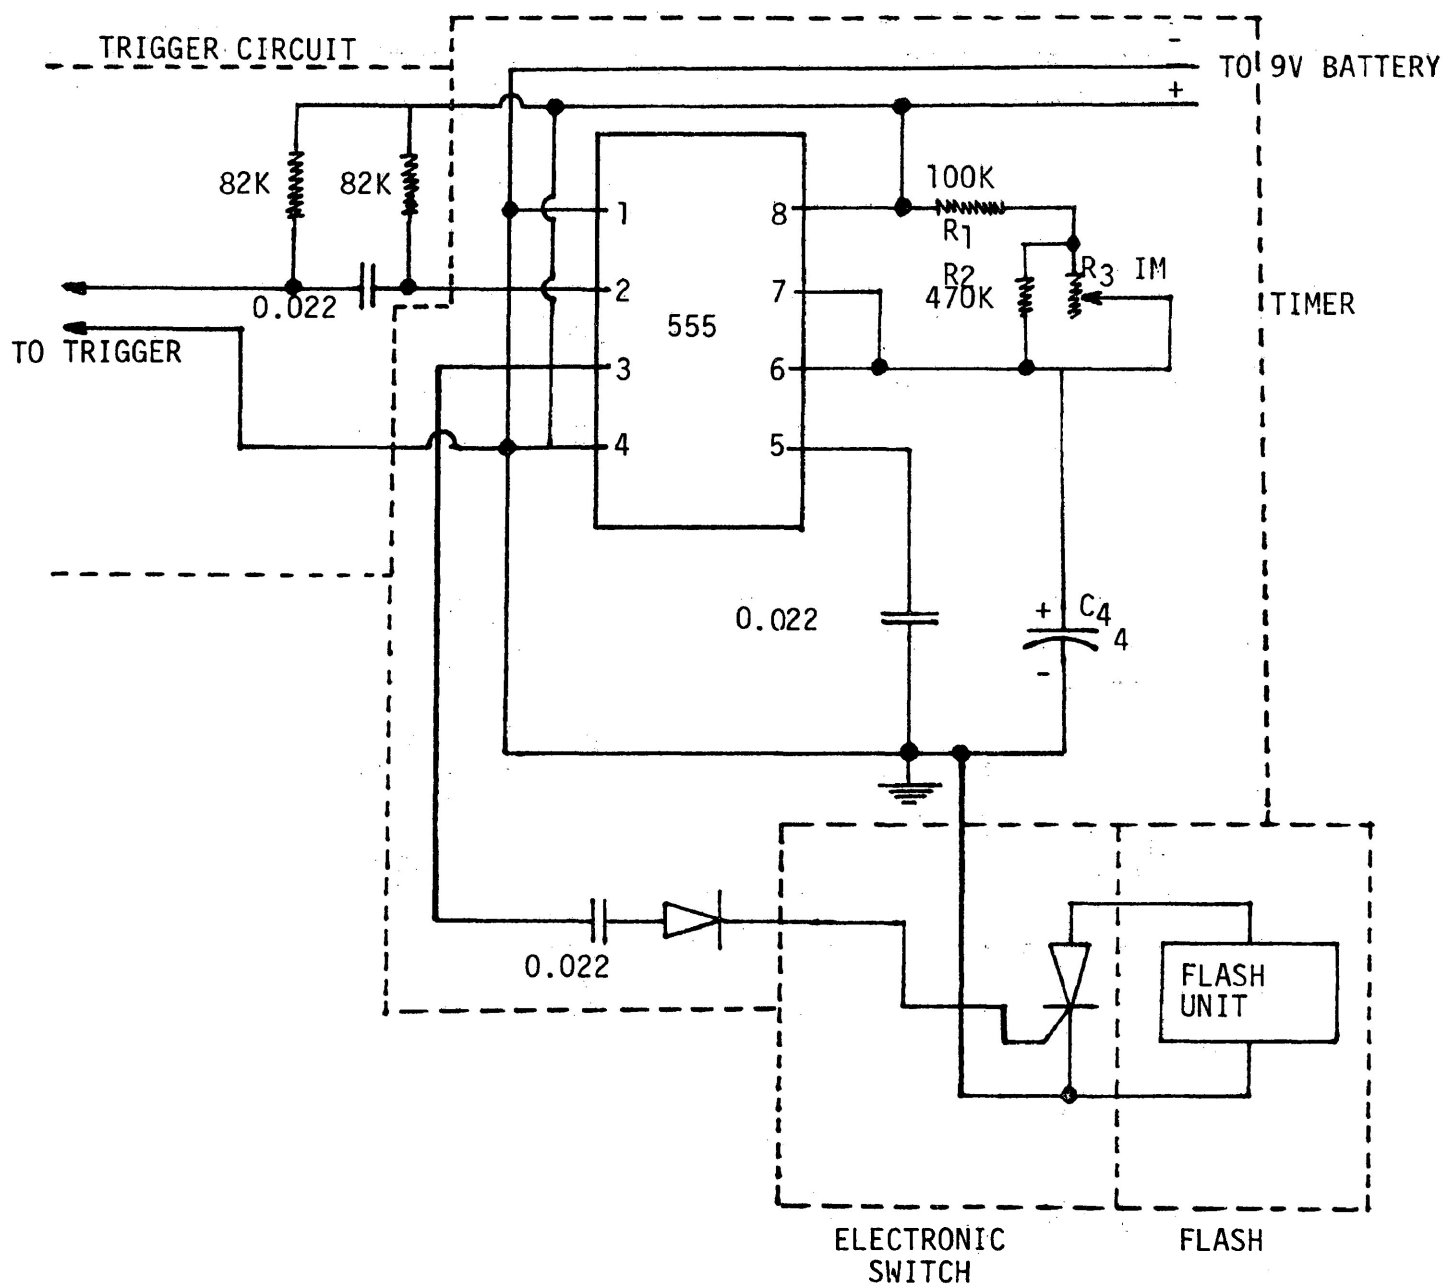 TRIGGER CIRCUIT
-
TO 9V BATTERY
+
82K
82K
100K
1
8
R1
R2
R3 IM
2
7
470K
0.022
TIMER
555
TO TRIGGER
3
6
4
5
+
C4
0.022
4
-
0.022
FLASH
UNIT
ELECTRONIC
SWITCH
FLASH